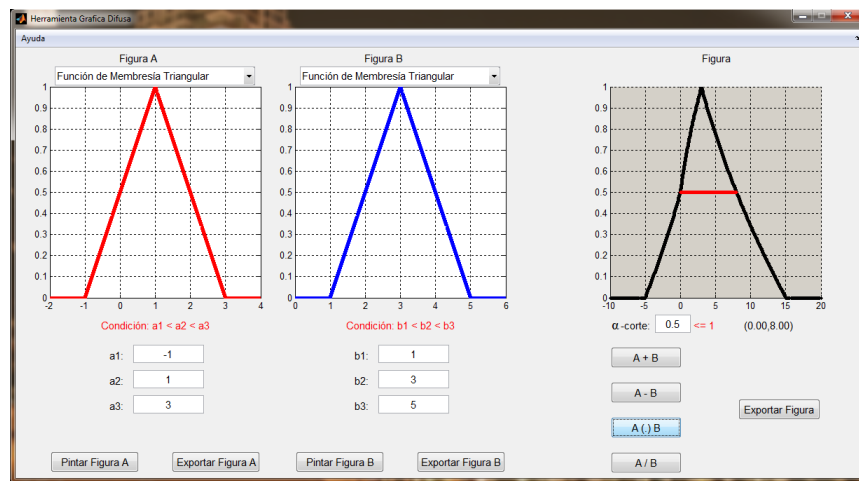 Herramienta Grafica Difusa
Ayuda
Figura A
Función de Membresía Triangular
1
0.9
0.8
0.7
0.6
0.5
0.4
0.3
0.2
0.1
0
-2 -1 0 1 2 3 4
Condición: a1 < a2 < a3
a1: -1
a2: 1
a3: 3
Pintar Figura A
Exportar Figura A
Figura B
Función de Membresía Triangular
1
0.9
0.8
0.7
0.6
0.5
0.4
0.3
0.2
0.1
0
0 1 2 3 4 5 6
Condición: b1 < b2 < b3
b1: 1
b2: 3
b3: 5
Pintar Figura B
Exportar Figura B
Figura
1
0.9
0.8
0.7
0.6
0.5
0.4
0.3
0.2
0.1
0
-10 -5 0 5 10 15 20
α -corte: 0.5 <= 1 (0.00,8.00)
A + B
A - B
A (.) B
A / B
Exportar Figura